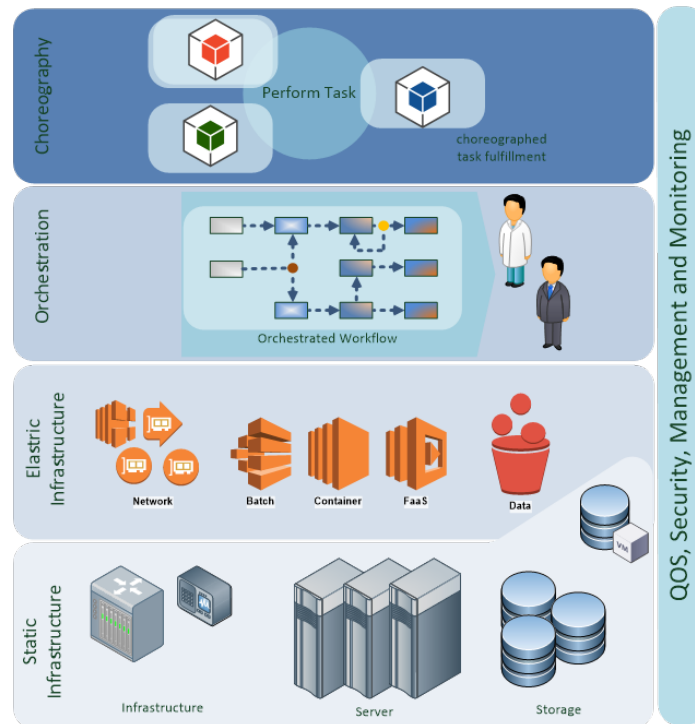 Choreography
Perform Task
choreographed
task fulfillment
Orchestration
Orchestrated Workflow
Elastric
Infrastructure
Network
Batch
Container
FaaS
Data
VM
Static
Infrastructure
Infrastructure
Server
Storage
QOS, Security, Management and Monitoring